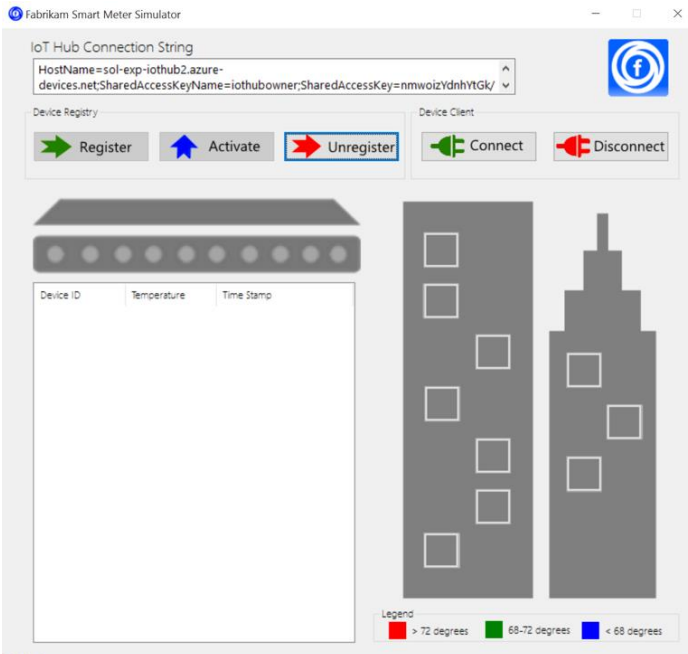 Fabrikam Smart Meter Simulator
IoT Hub Connection String
HostName=sol-exp-iothub2.azure-
devices.net;SharedAccessKeyName=iothubowner;SharedAccessKey=nmwoizYdnhYtGk/
Device Registry
Device Client
Register Activate Unregister Connect Disconnect
Device ID Temperature Time Stamp
Legend
> 72 degrees 68-72 degrees < 68 degrees